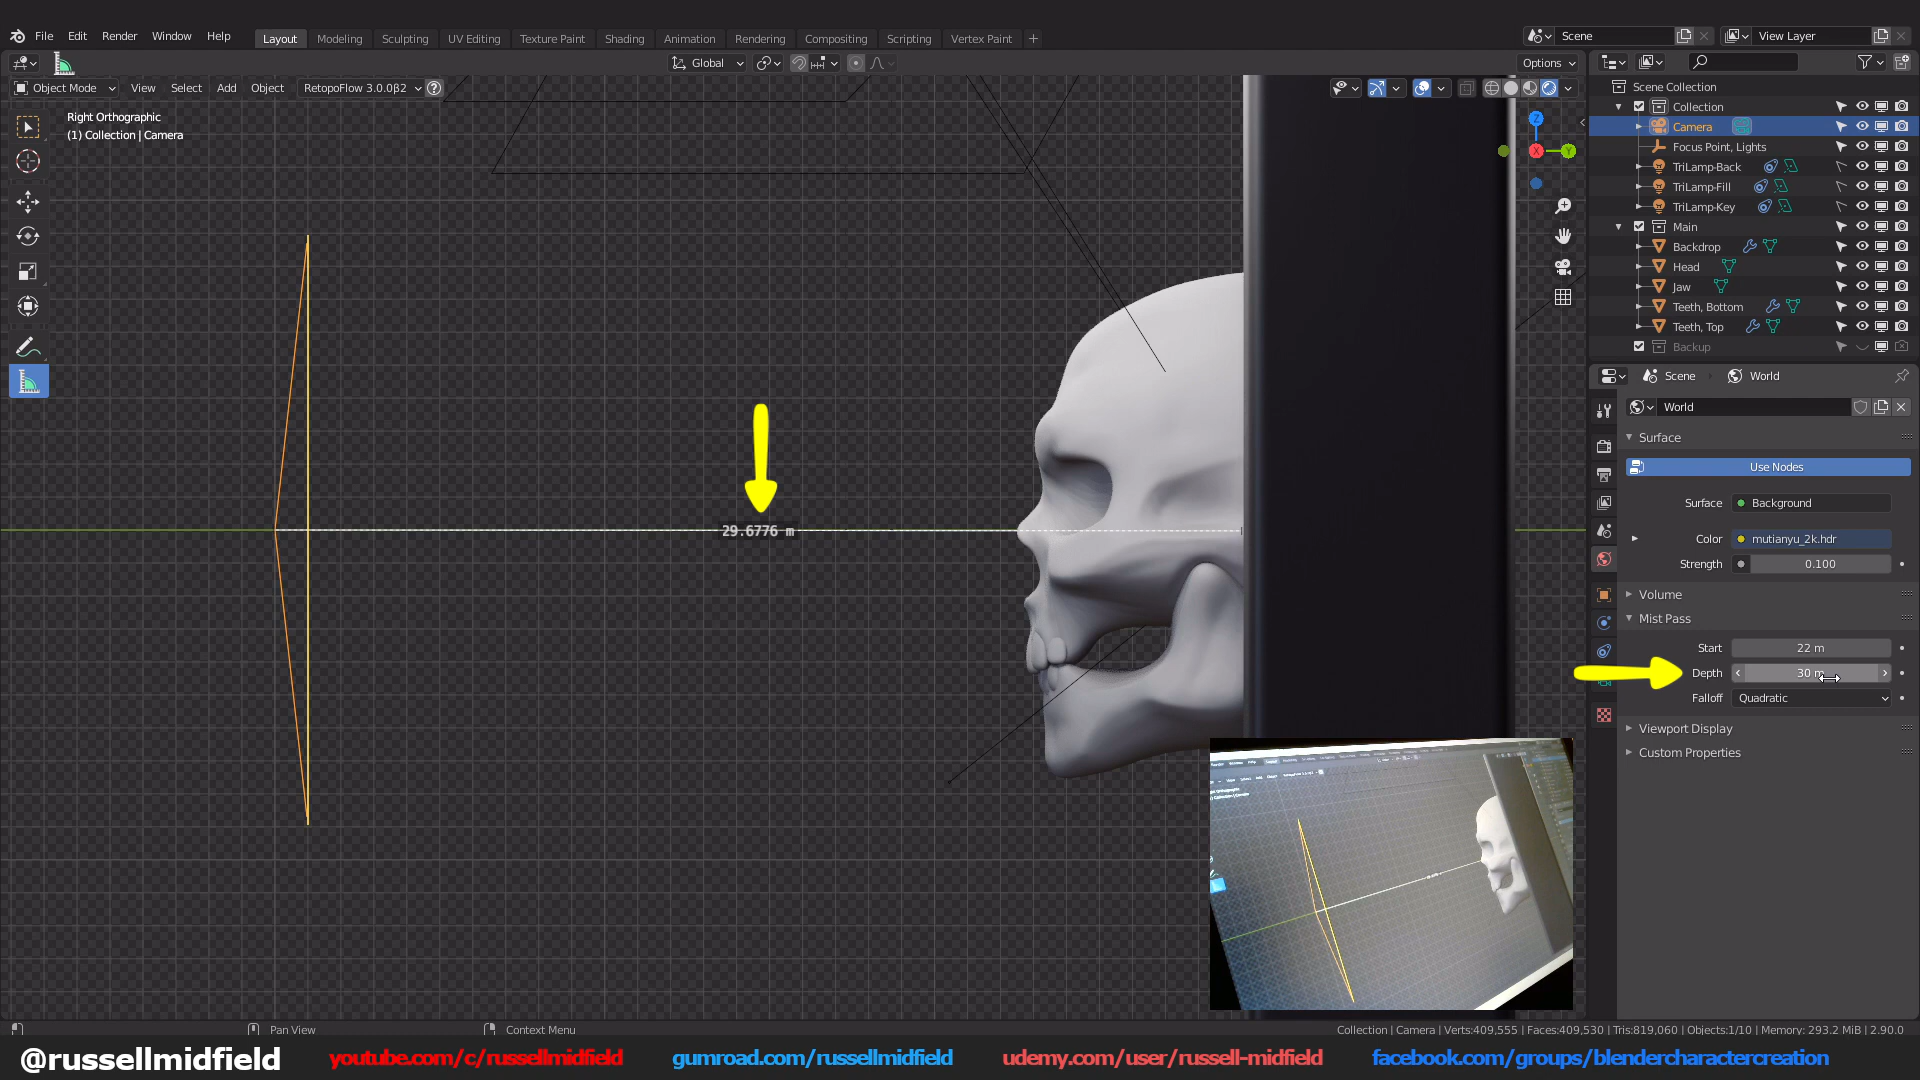 File Edit Render Window Help Layout Modeling Sculpting UV Editing Texture Paint Shading Animation Rendering Compositing Scripting Vertex Paint + Scene View Layer
Global Options
Object Mode View Select Add Object RetopoFlow 3.0.0β2 ?
Right Orthographic
(1) Collection | Camera
Z
X Y
29.6776 m
Scene Collection
Collection
Camera
Focus Point, Lights
TriLamp-Back
TriLamp-Fill
TriLamp-Key
Main
Backdrop
Head
Jaw
Teeth, Bottom
Teeth, Top
Backup
Scene World
World
Surface
Use Nodes
Surface Background
Color mutianyu_2k.hdr
Strength 0.100
Volume
Mist Pass
Start 22 m
Depth 30 m
Falloff Quadratic
Viewport Display
Custom Properties
Pan View Context Menu Collection | Camera | Verts:409,555 | Faces:409,530 | Tris:819,060 | Objects:1/10 | Memory: 293.2 MiB | 2.90.0
@russellmidfield youtube.com/c/russellmidfield gumroad.com/russellmidfield udemy.com/user/russell-midfield facebook.com/groups/blendercharactercreation